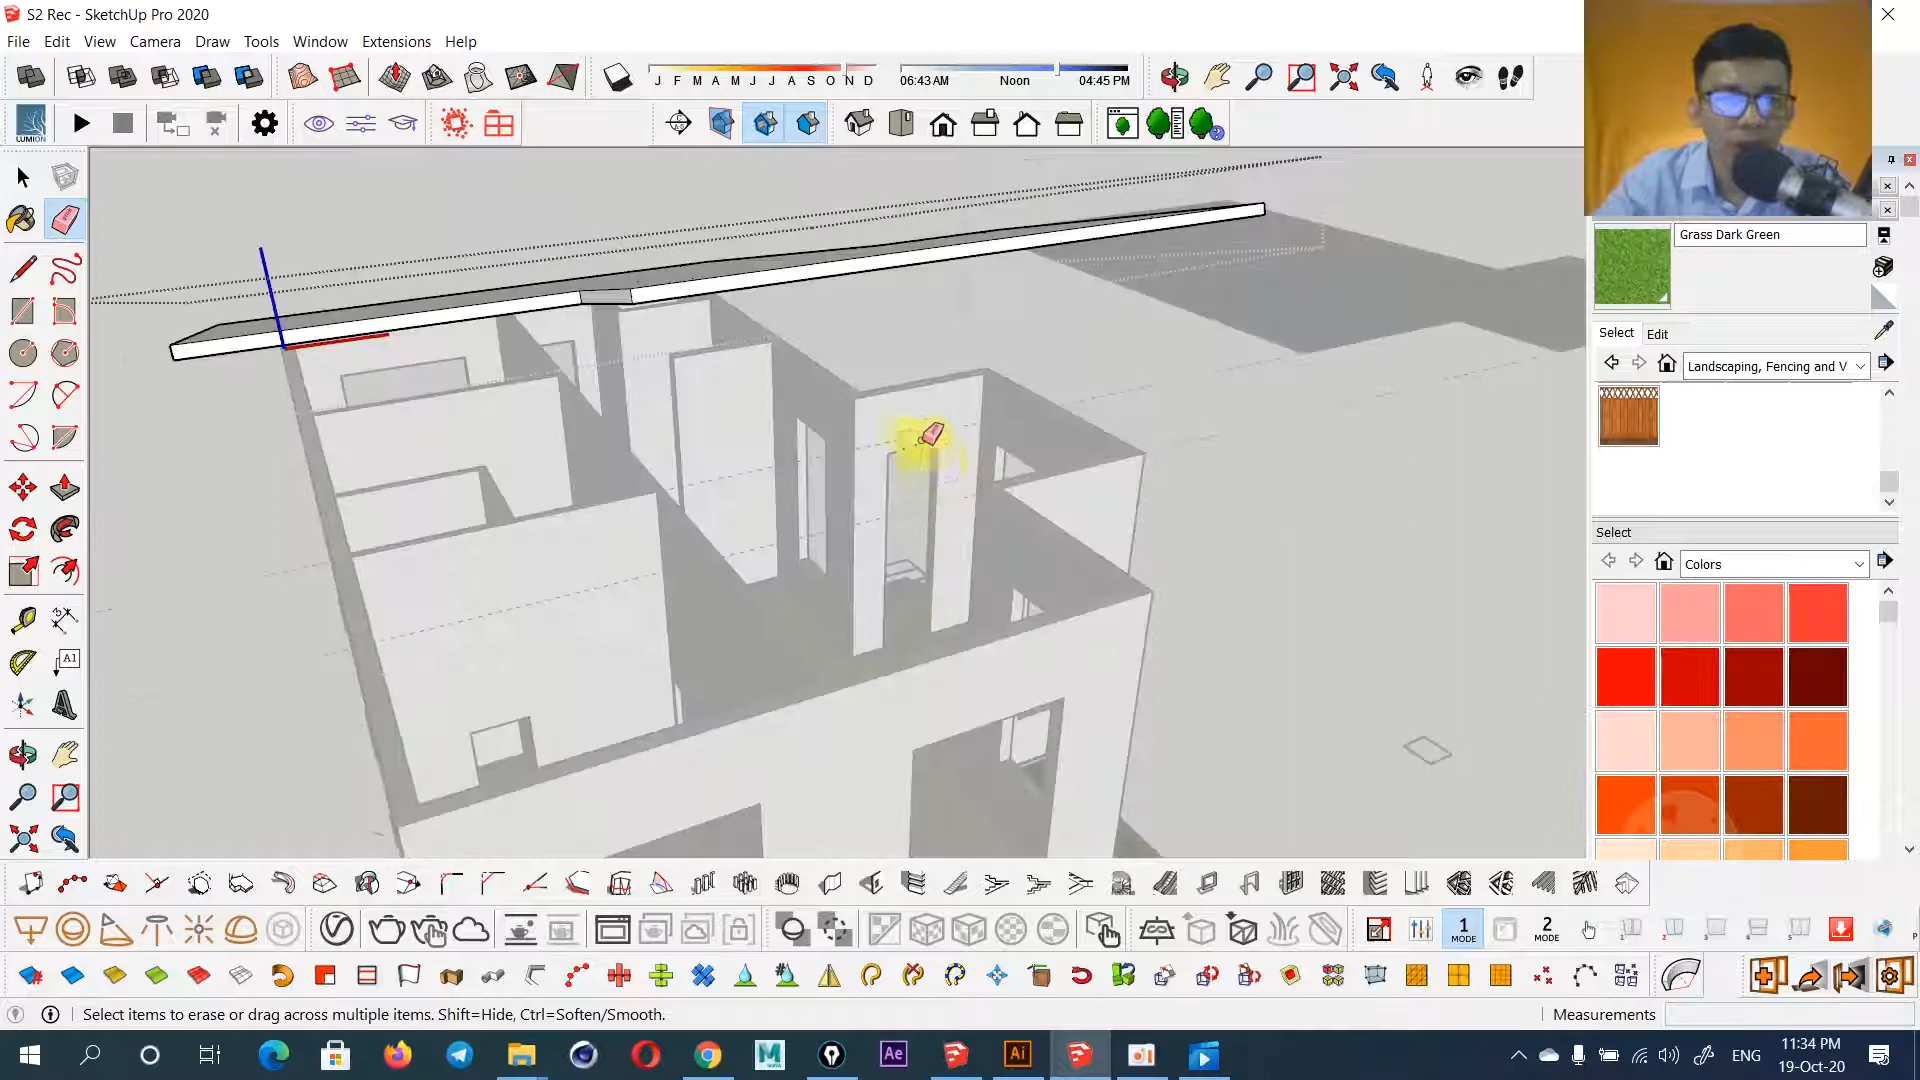 S2 Rec - SketchUp Pro 2020
File Edit View Camera Draw Tools Window Extensions Help
J F M A M J J A S O N D
06:43 AM Noon 04:45 PM
LUMION
Grass Dark Green
Select Edit
Landscaping, Fencing and V
Select
Colors
A1
1 MODE
2 MODE
Select items to erase or drag across multiple items. Shift=Hide, Ctrl=Soften/Smooth.
Measurements
Ae
Ai
ENG
11:34 PM
19-Oct-20